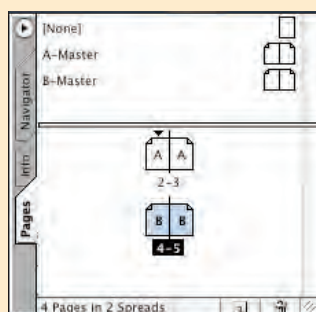 [None]
A-Master
B-Master
Navigator
Info
Pages
A A
2-3
B B
4-5
4 Pages in 2 Spreads